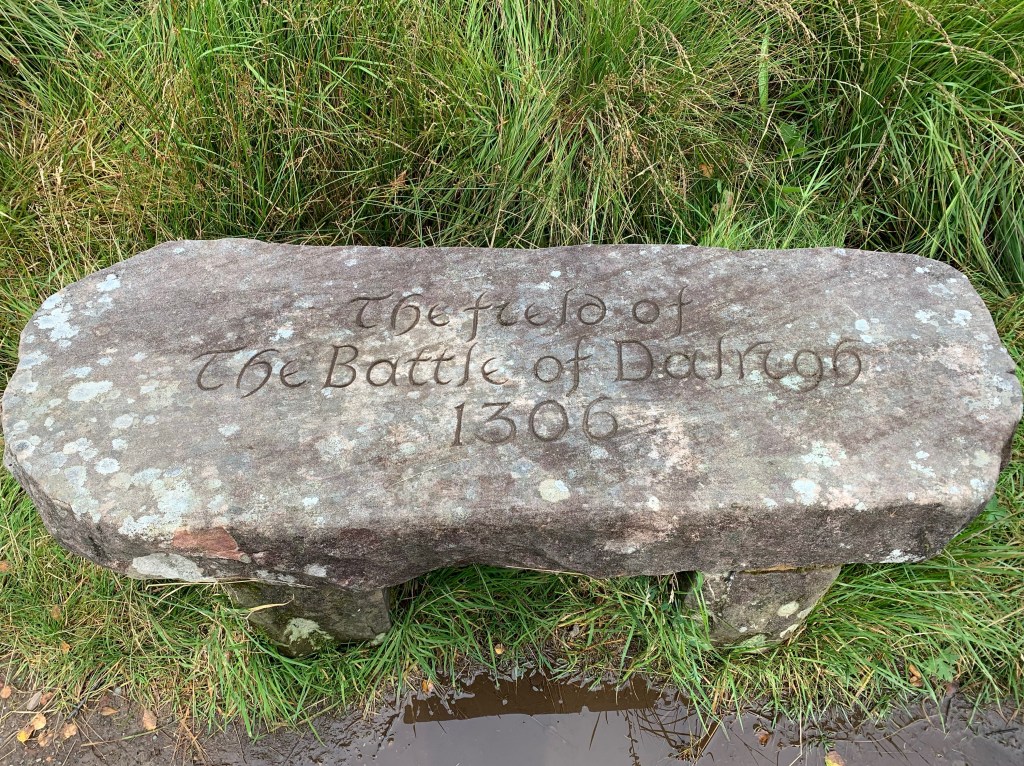 The field of
The Battle of Dalrigh
1306